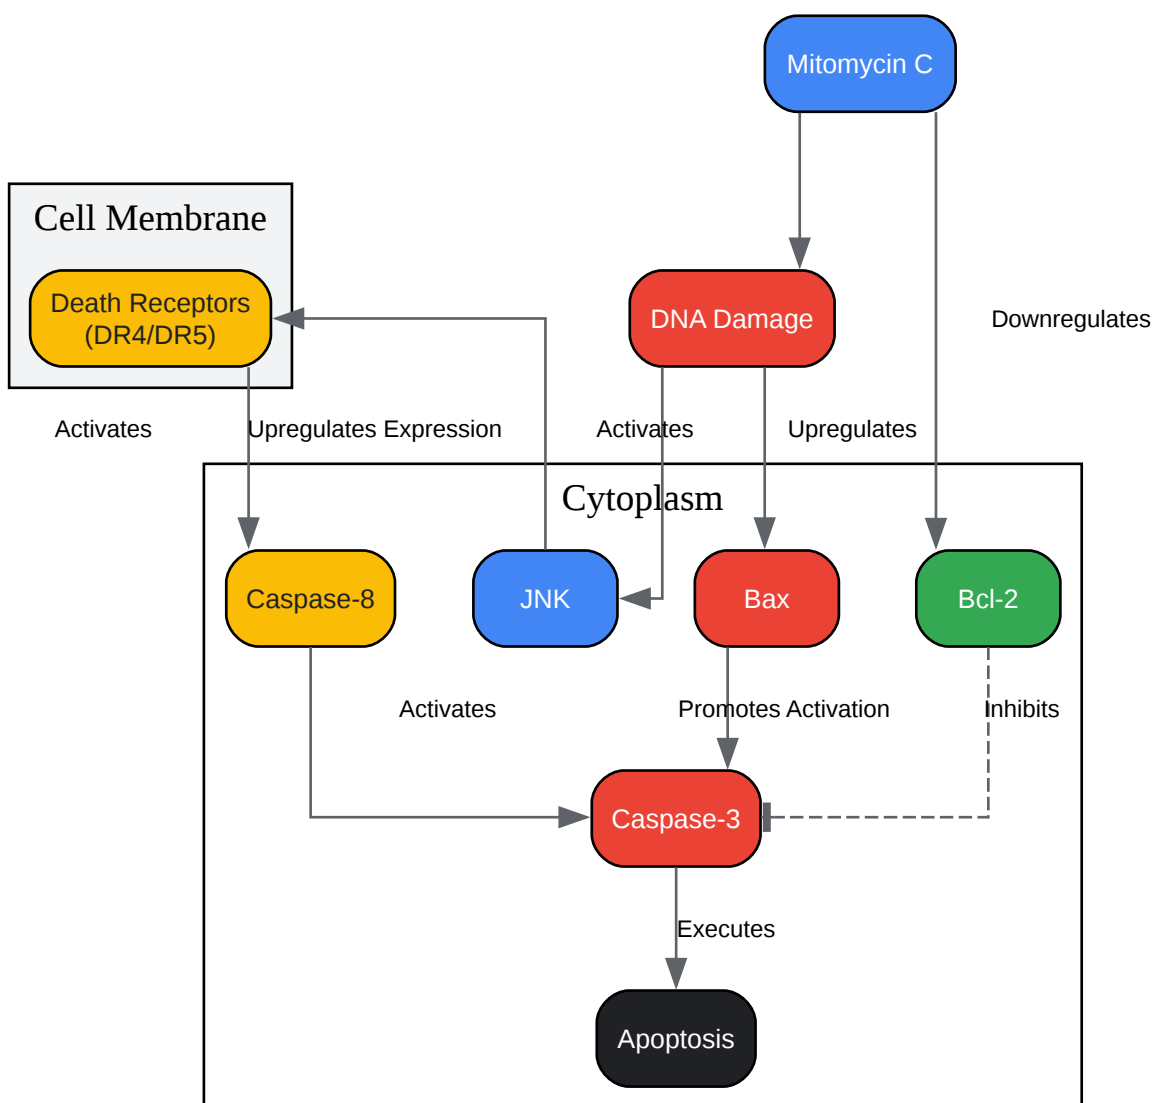 Mitomycin C
Cell Membrane
Death Receptors
(DR4/DR5)
DNA Damage
Downregulates
Activates
Upregulates Expression
Activates
Upregulates
Cytoplasm
Caspase-8
JNK
Bax
Bcl-2
Activates
Promotes Activation
Inhibits
Caspase-3
Executes
Apoptosis